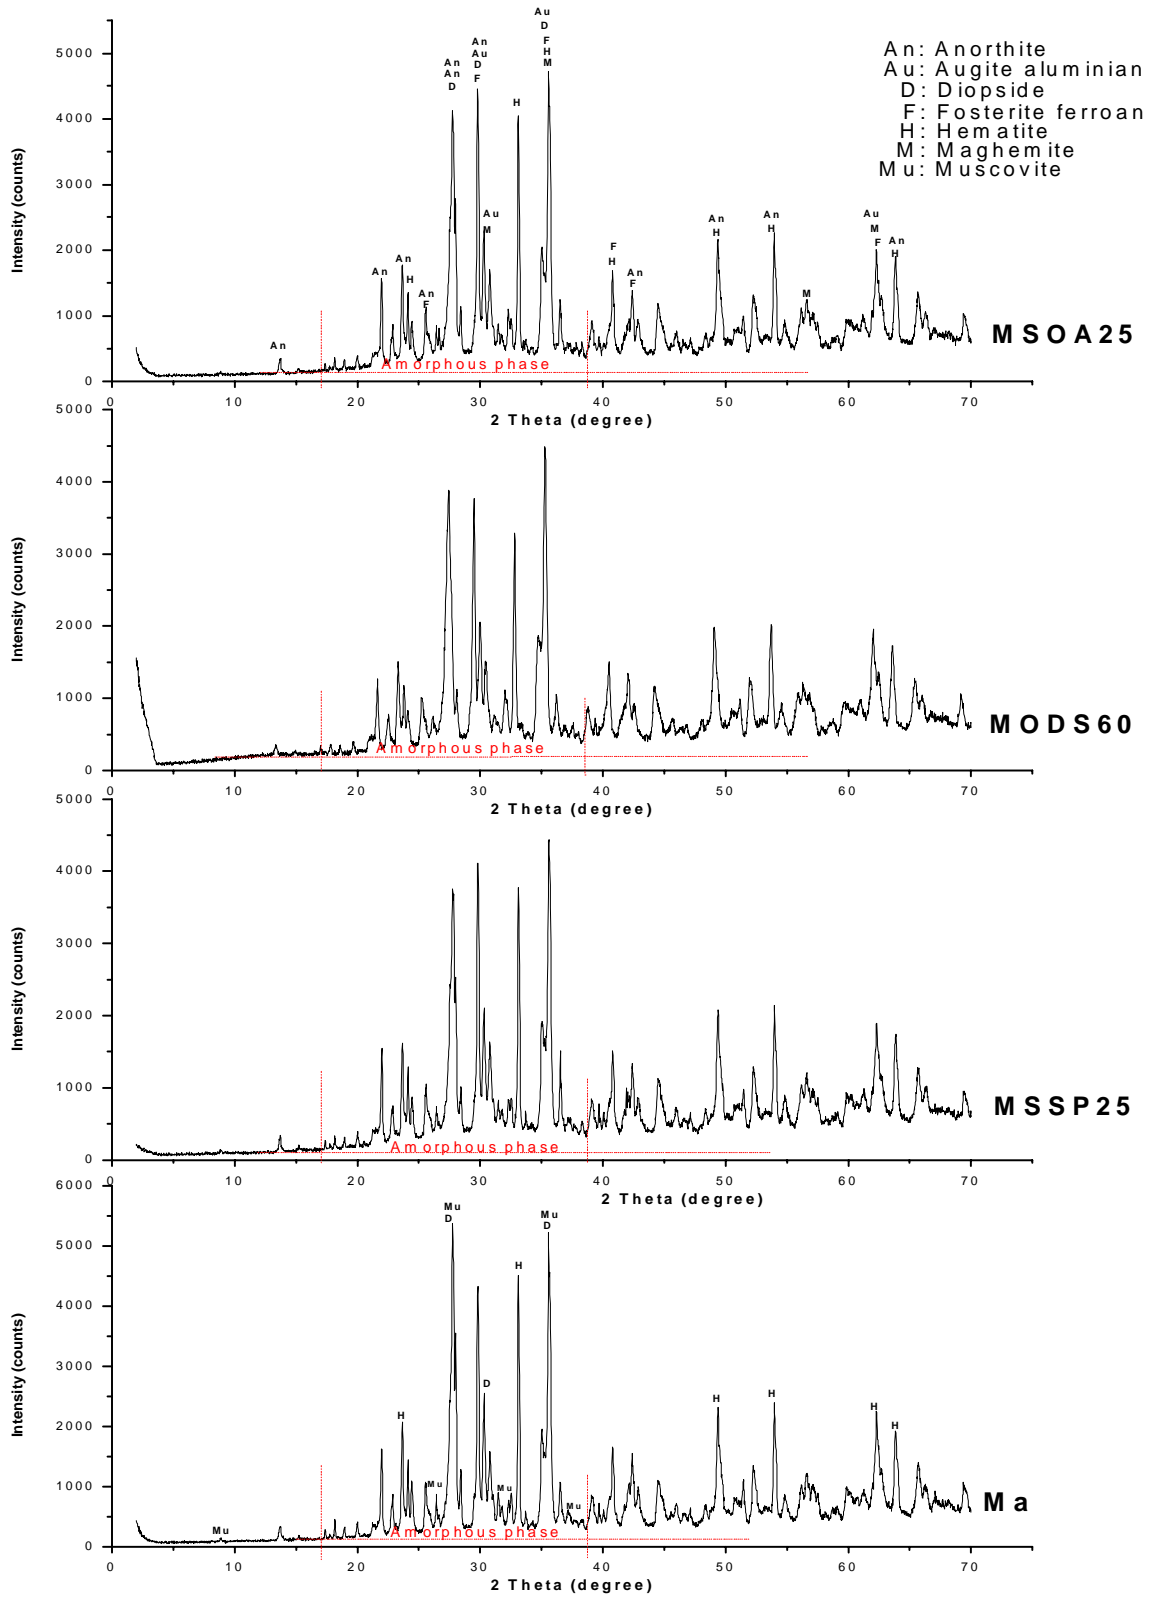 An: Anorthite
Au: Augite aluminian
D: Diopside
F: Fosterite ferroan
H: Hematite
M: Maghemite
Mu: Muscovite
Intensity (counts)
5000
4000
3000
2000
1000
0
An
An
An
H
An
F
An
An
D
An
Au
D
F
Au
M
H
Au
D
F
H
M
F
H
An
F
An
H
An
H
M
Au
M
F
An
H
Amorphous phase
MSOA25
0 10 20 30 40 50 60 70
2 Theta (degree)
Intensity (counts)
5000
4000
3000
2000
1000
0
Amorphous phase
MODS60
0 10 20 30 40 50 60 70
2 Theta (degree)
Intensity (counts)
5000
4000
3000
2000
1000
0
Amorphous phase
MSSP25
0 10 20 30 40 50 60 70
2 Theta (degree)
Intensity (counts)
6000
5000
4000
3000
2000
1000
0
Mu
H
Mu
Mu
D
D
Mu
H
Mu
D
Mu
H
H
H
H
Amorphous phase
Ma
0 10 20 30 40 50 60 70
2 Theta (degree)